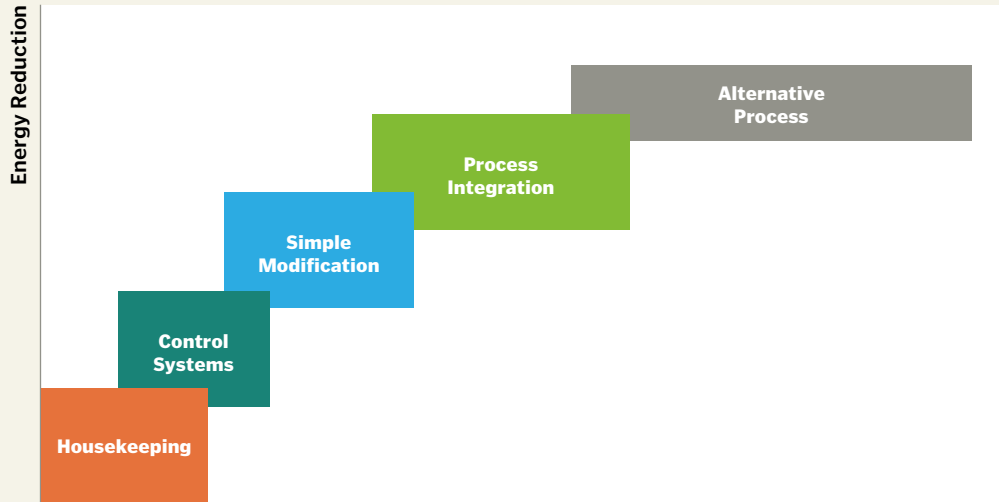 Energy Reduction
Alternative
Process
Process
Integration
Simple
Modification
Control
Systems
Housekeeping